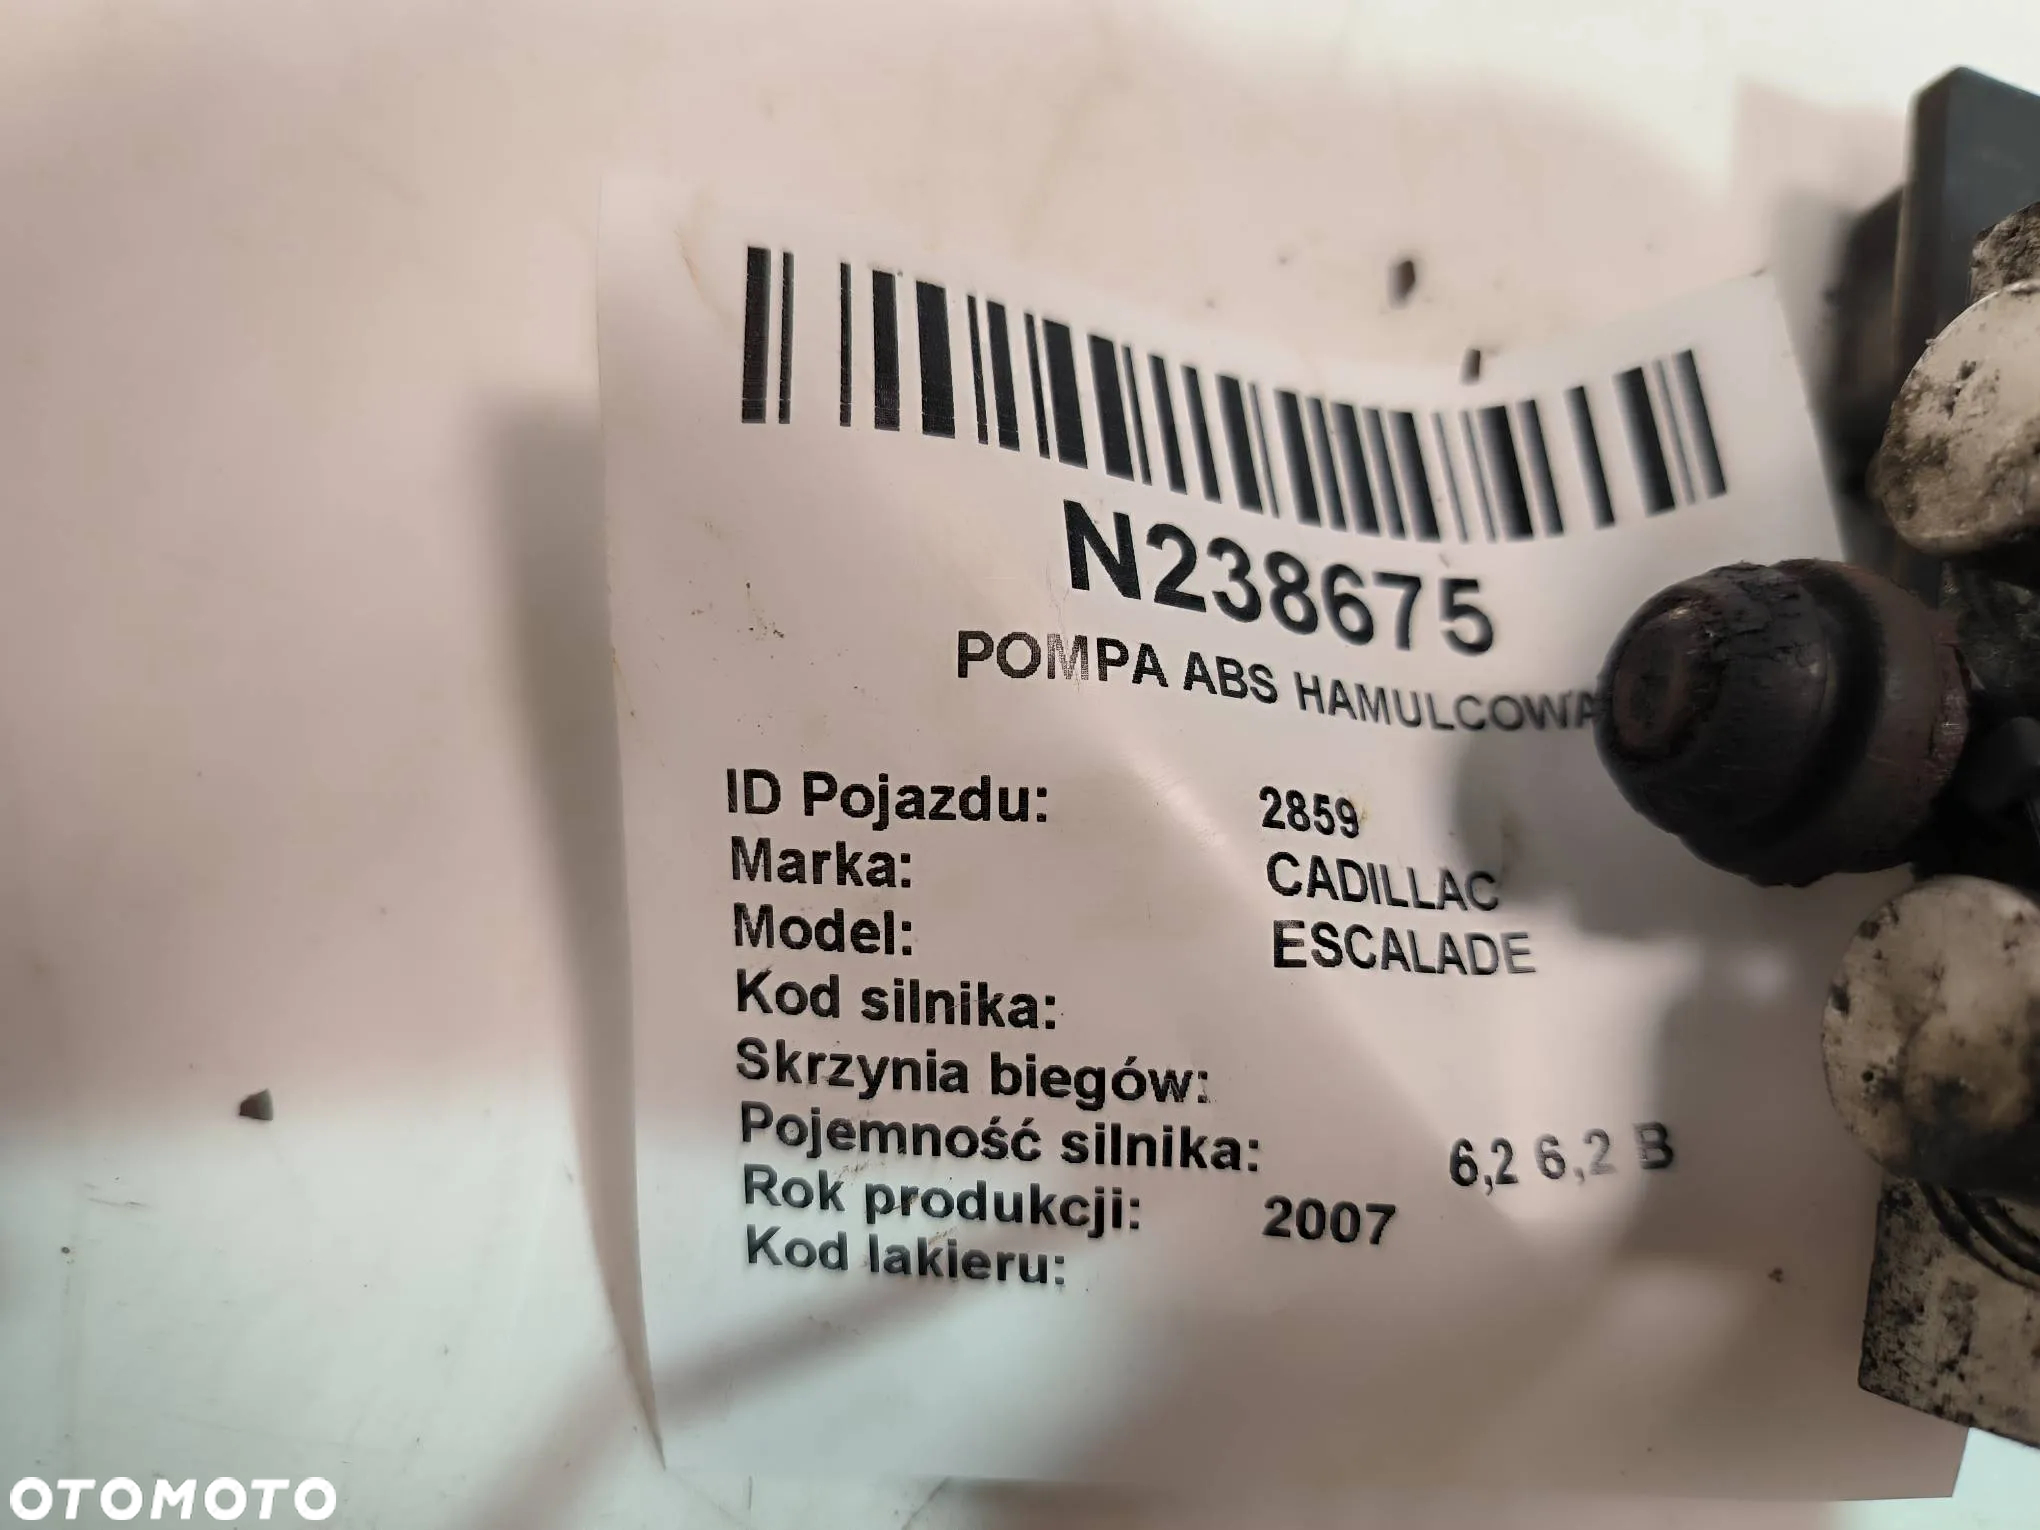 N238675
POMPA ABS HAMULCOWA
ID Pojazdu: 2859
Marka: CADILLAC
Model: ESCALADE
Kod silnika:
Skrzynia biegów:
Pojemność silnika: 6,2 6,2 B
Rok produkcji: 2007
Kod lakieru:
OTOMOTO